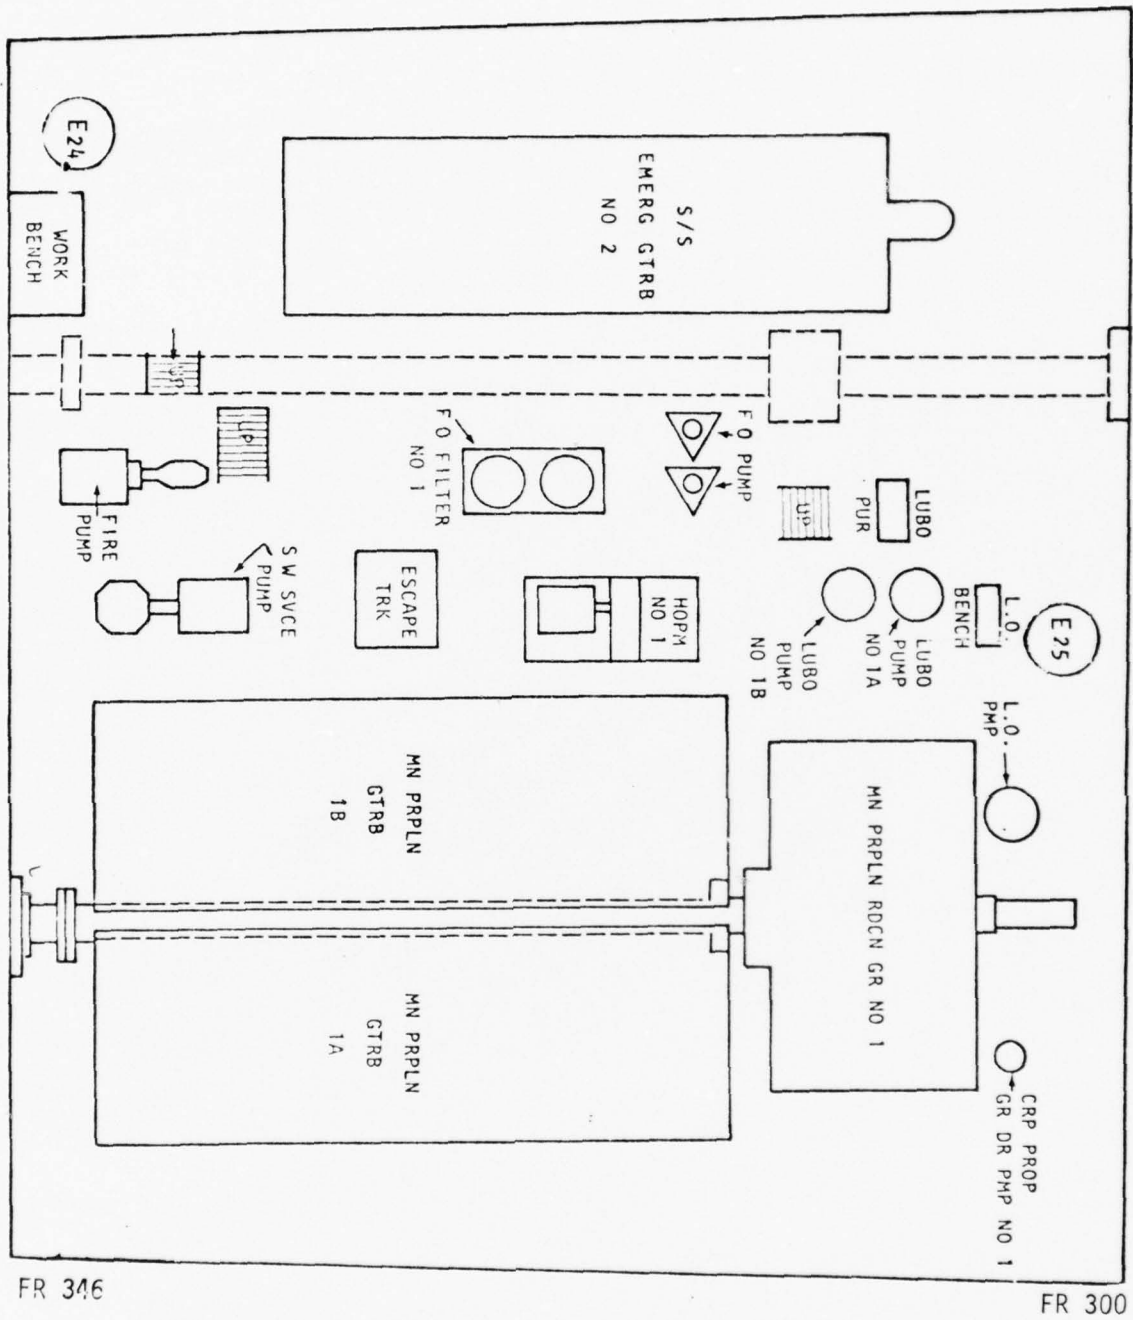 E24
WORK
BENCH
S/S
EMERG GTRB
NO 2
UP
UP
FIRE
PUMP
F O FILTER
NO 1
F O PUMP
UP
LUBO
PUR
S W SVCE
PUMP
ESCAPE
TRK
HOPM
NO 1
LUBO
PUMP
NO 1B
LUBO
PUMP
NO 1A
L.O.
BENCH
E25
L.O.
PMP
MN PRPLN
GTRB
1B
MN PRPLN RDCN GR NO 1
MN PRPLN
GTRB
1A
CRP PROP
GR DR PMP NO 1
FR 346
FR 300